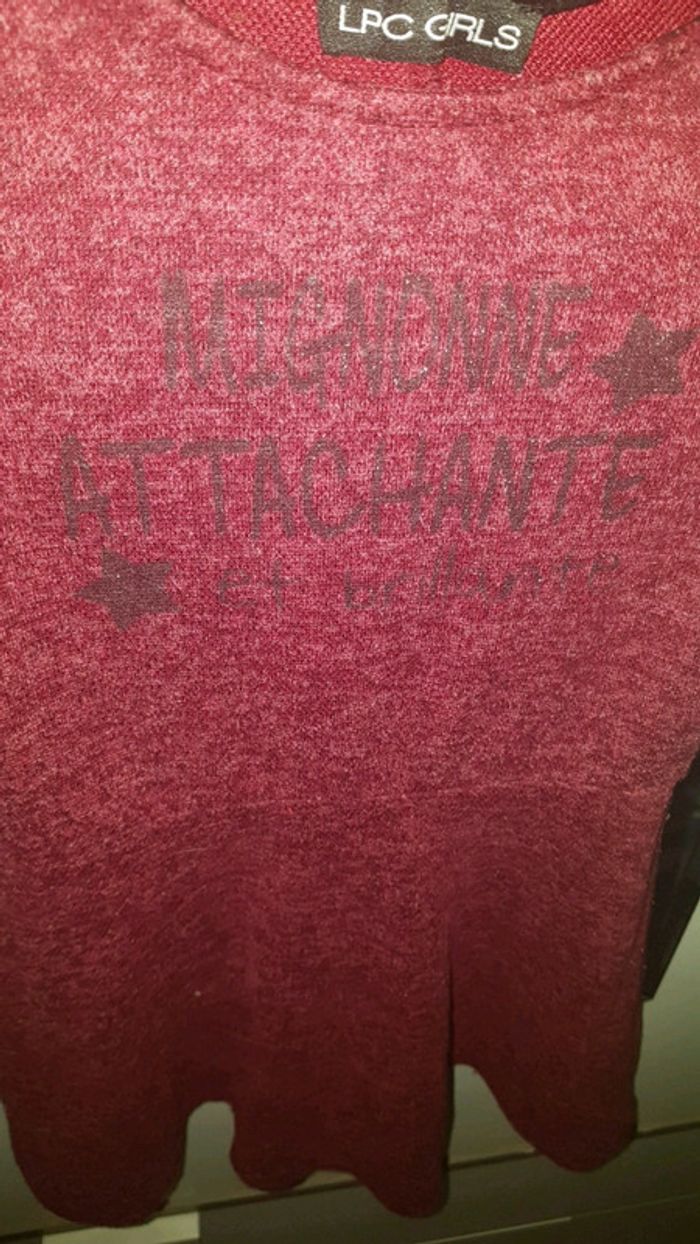 LPC GIRLS
MIGNONNE
ATTACHANTE
et brillante